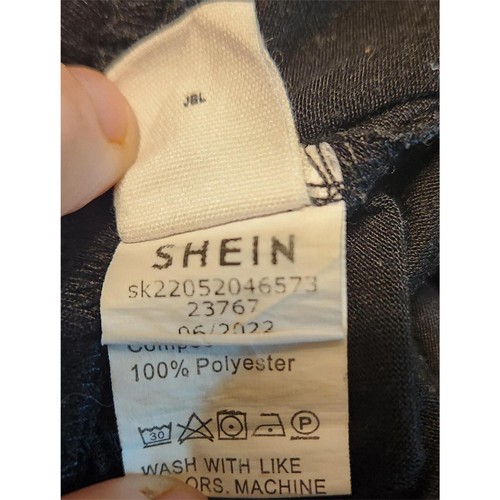 JBL
SHEIN
sk22052046573
23767
06/2022
100% Polyester
30
P
WASH WITH LIKE
ORS. MACHINE